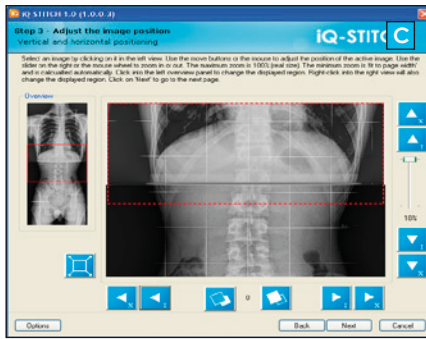 iQ-STITCH 1.0 (1.0.0.3)
Step 3 - Adjust the image position
Vertical and horizontal positioning
iQ-STITC
C
Select an image by clicking on it in the left view. Use the move buttons or the mouse to adjust the position of the active image. Use the
slider on the right or the mouse wheel to zoom in or out. The maximum zoom is 100% (real size). The minimum zoom is 'fit to page width'
and is calculated automatically. Click into the left overview panel to change the displayed region. Right-click into the right view will also
change the displayed region. Click on 'Next' to go to the next page.
Overview
x
1
10%
1
x
x
1
0
1
x
Options
Back
Next
Cancel